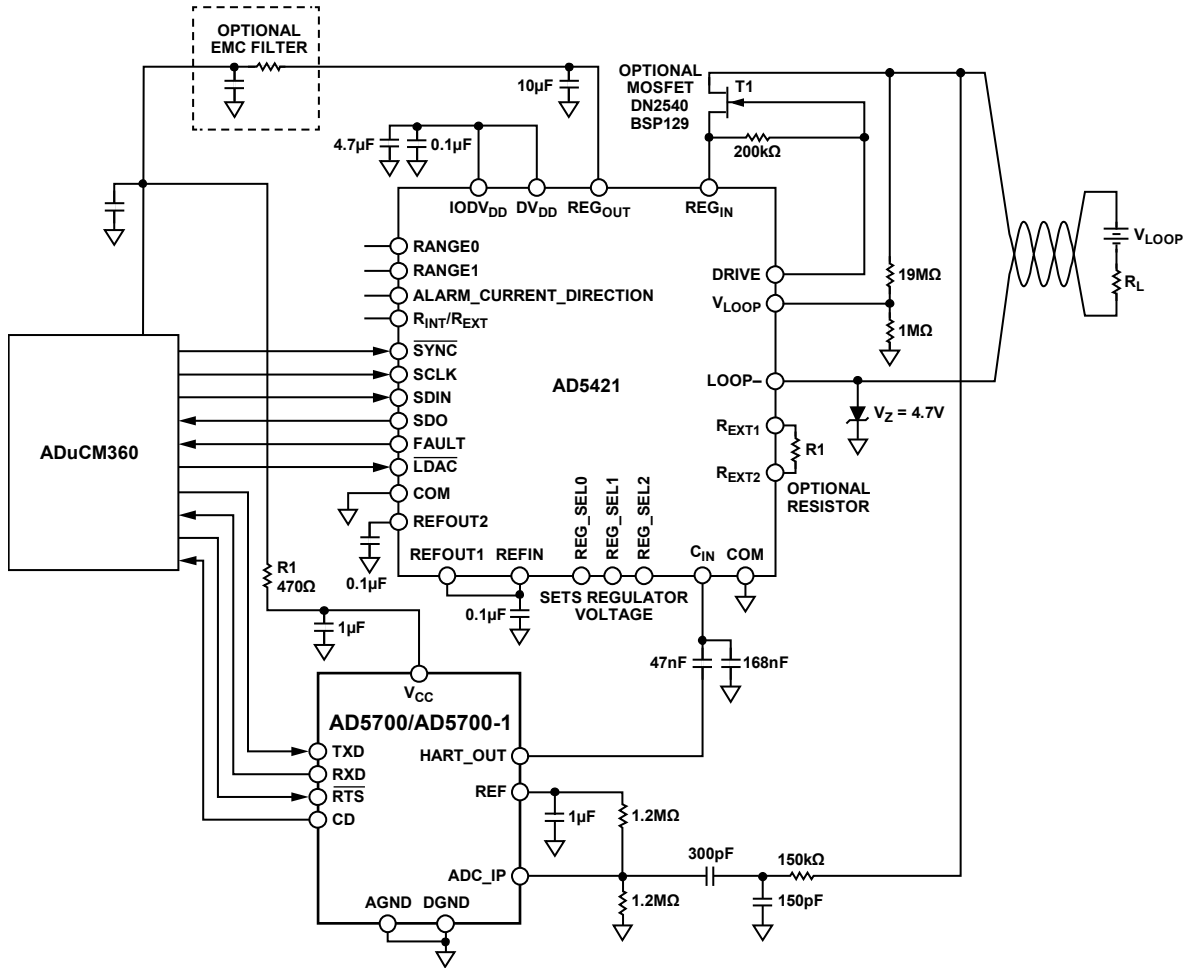 OPTIONAL
EMC FILTER
10µF
OPTIONAL
MOSFET
DN2540
BSP129
T1
200kΩ
4.7µF
0.1µF
IODVDD
DVDD
REGOUT
REGIN
RANGE0
RANGE1
ALARM_CURRENT_DIRECTION
RINT/REXT
SYNC
SCLK
SDIN
SDO
FAULT
LDAC
COM
REFOUT2
0.1µF
ADuCM360
AD5421
DRIVE
VLOOP
LOOP–
REXT1
REXT2
R1
OPTIONAL
RESISTOR
19MΩ
1MΩ
VZ = 4.7V
VLOOP
RL
REFOUT1
REFIN
REG_SEL0
REG_SEL1
REG_SEL2
CIN
COM
SETS REGULATOR
VOLTAGE
0.1µF
R1
470Ω
1µF
47nF
168nF
VCC
AD5700/AD5700-1
TXD
RXD
RTS
CD
HART_OUT
REF
ADC_IP
AGND
DGND
1µF
1.2MΩ
1.2MΩ
300pF
150kΩ
150pF